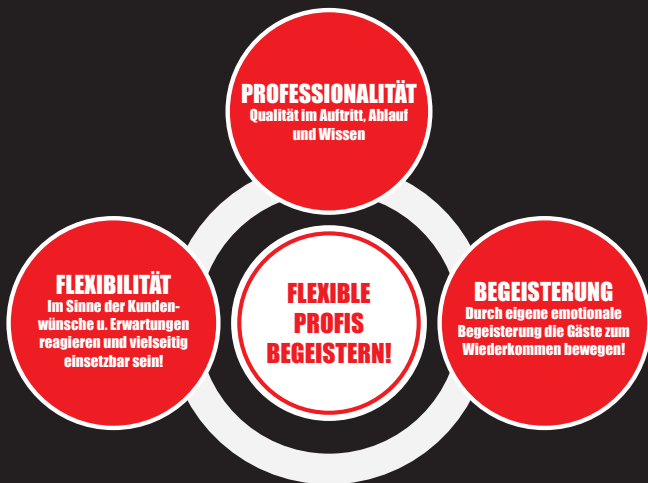 PROFESSIONALITÄT
Qualität im Auftritt, Ablauf
und Wissen
FLEXIBILITÄT
Im Sinne der Kunden-
wünsche u. Erwartungen
reagieren und vielseitig
einsetzbar sein!
FLEXIBLE
PROFIS
BEGEISTERN!
BEGEISTERUNG
Durch eigene emotionale
Begeisterung die Gäste zum
Wiederkommen bewegen!